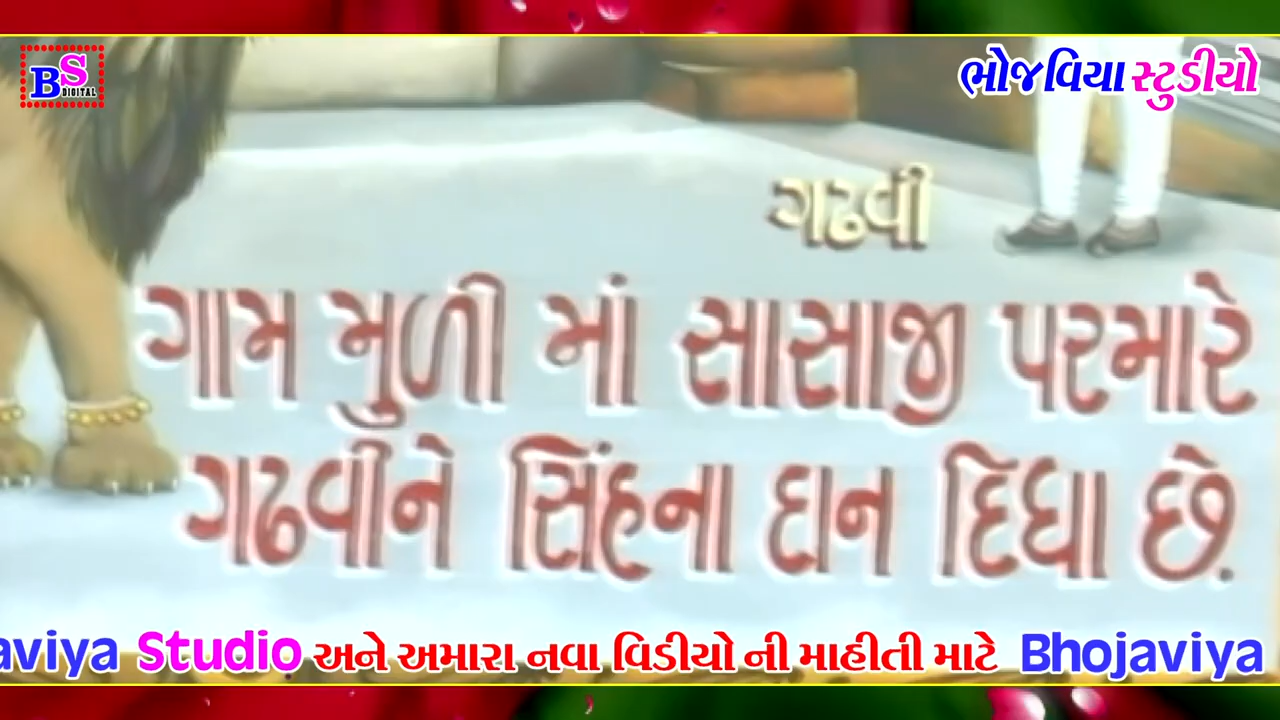 BS DIGITAL
ભોજવિયા સ્ટુડીયો
ગઢવી
ગામ મુળી માં સાસાજી પરમારે
ગઢવીને સિંહના દાન દિધા છે.
aviya Studio અને અમારા નવા વિડીયો ની માહીતી માટે Bhojaviya